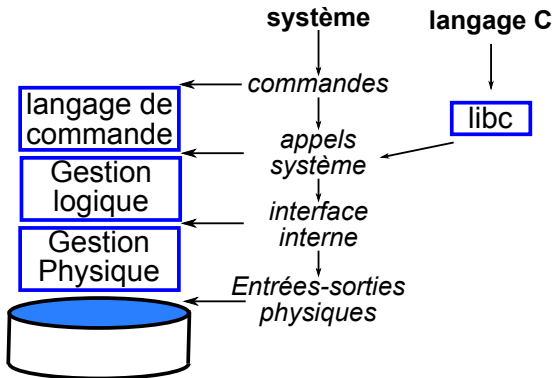 système
langage C
commandes
langage de
commande
libc
appels
système
Gestion
logique
interface
interne
Gestion
Physique
Entrées-sorties
physiques